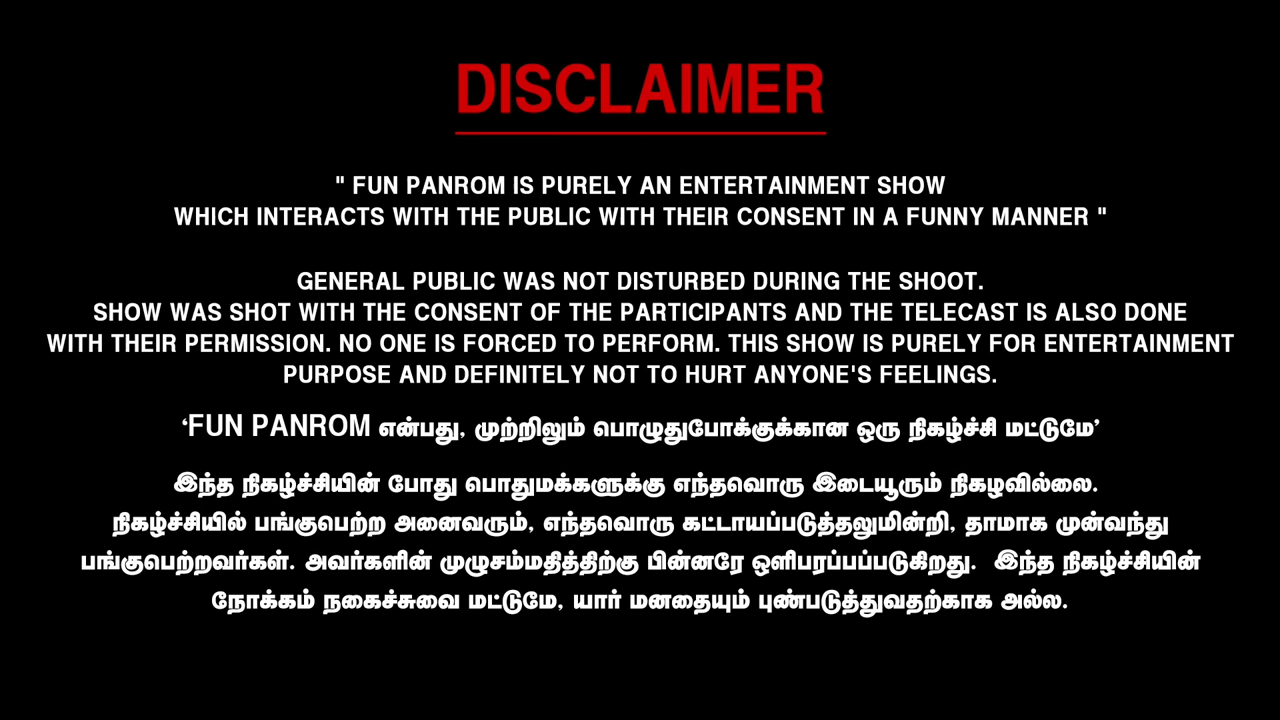 DISCLAIMER
" FUN PANROM IS PURELY AN ENTERTAINMENT SHOW
WHICH INTERACTS WITH THE PUBLIC WITH THEIR CONSENT IN A FUNNY MANNER "
GENERAL PUBLIC WAS NOT DISTURBED DURING THE SHOOT.
SHOW WAS SHOT WITH THE CONSENT OF THE PARTICIPANTS AND THE TELECAST IS ALSO DONE
WITH THEIR PERMISSION. NO ONE IS FORCED TO PERFORM. THIS SHOW IS PURELY FOR ENTERTAINMENT
PURPOSE AND DEFINITELY NOT TO HURT ANYONE'S FEELINGS.
‘FUN PANROM என்பது, முற்றிலும் பொழுதுபோக்குக்கான ஒரு நிகழ்ச்சி மட்டுமே’
இந்த நிகழ்ச்சியின் போது பொதுமக்களுக்கு எந்தவொரு இடையூரும் நிகழவில்லை.
நிகழ்ச்சியில் பங்குபெற்ற அனைவரும், எந்தவொரு கட்டாயப்படுத்தலுமின்றி, தாமாக முன்வந்து
பங்குபெற்றவர்கள். அவர்களின் முழுசம்மதித்திற்கு பின்னரே ஒளிபரப்பப்படுகிறது. இந்த நிகழ்ச்சியின்
நோக்கம் நகைச்சுவை மட்டுமே, யார் மனதையும் புண்படுத்துவதற்காக அல்ல.